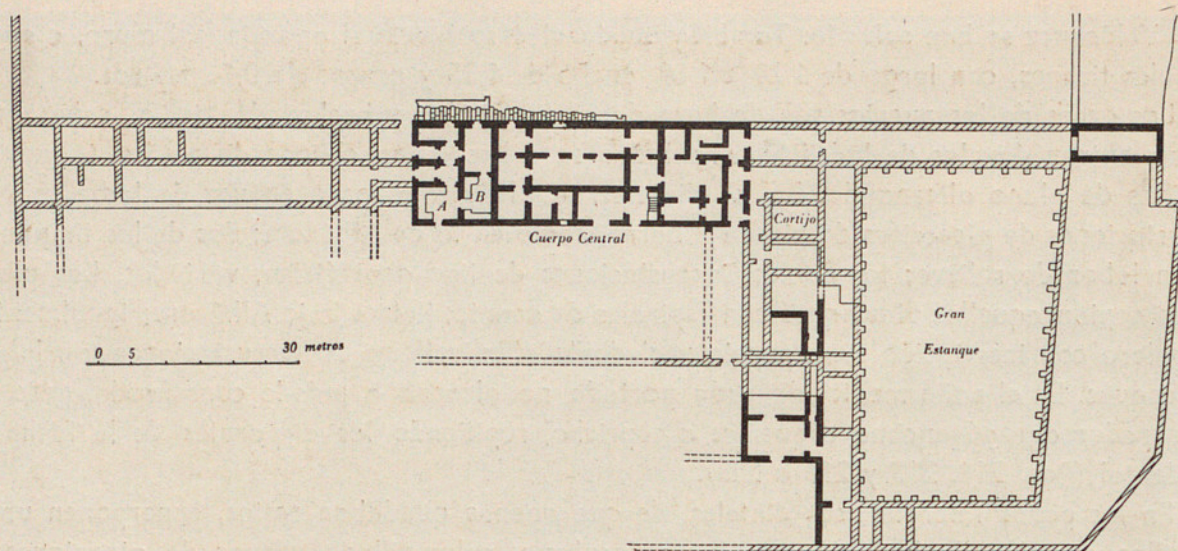 A
B
Cuerpo Central
Cortijo
Gran
Estanque
0 5 30 metros